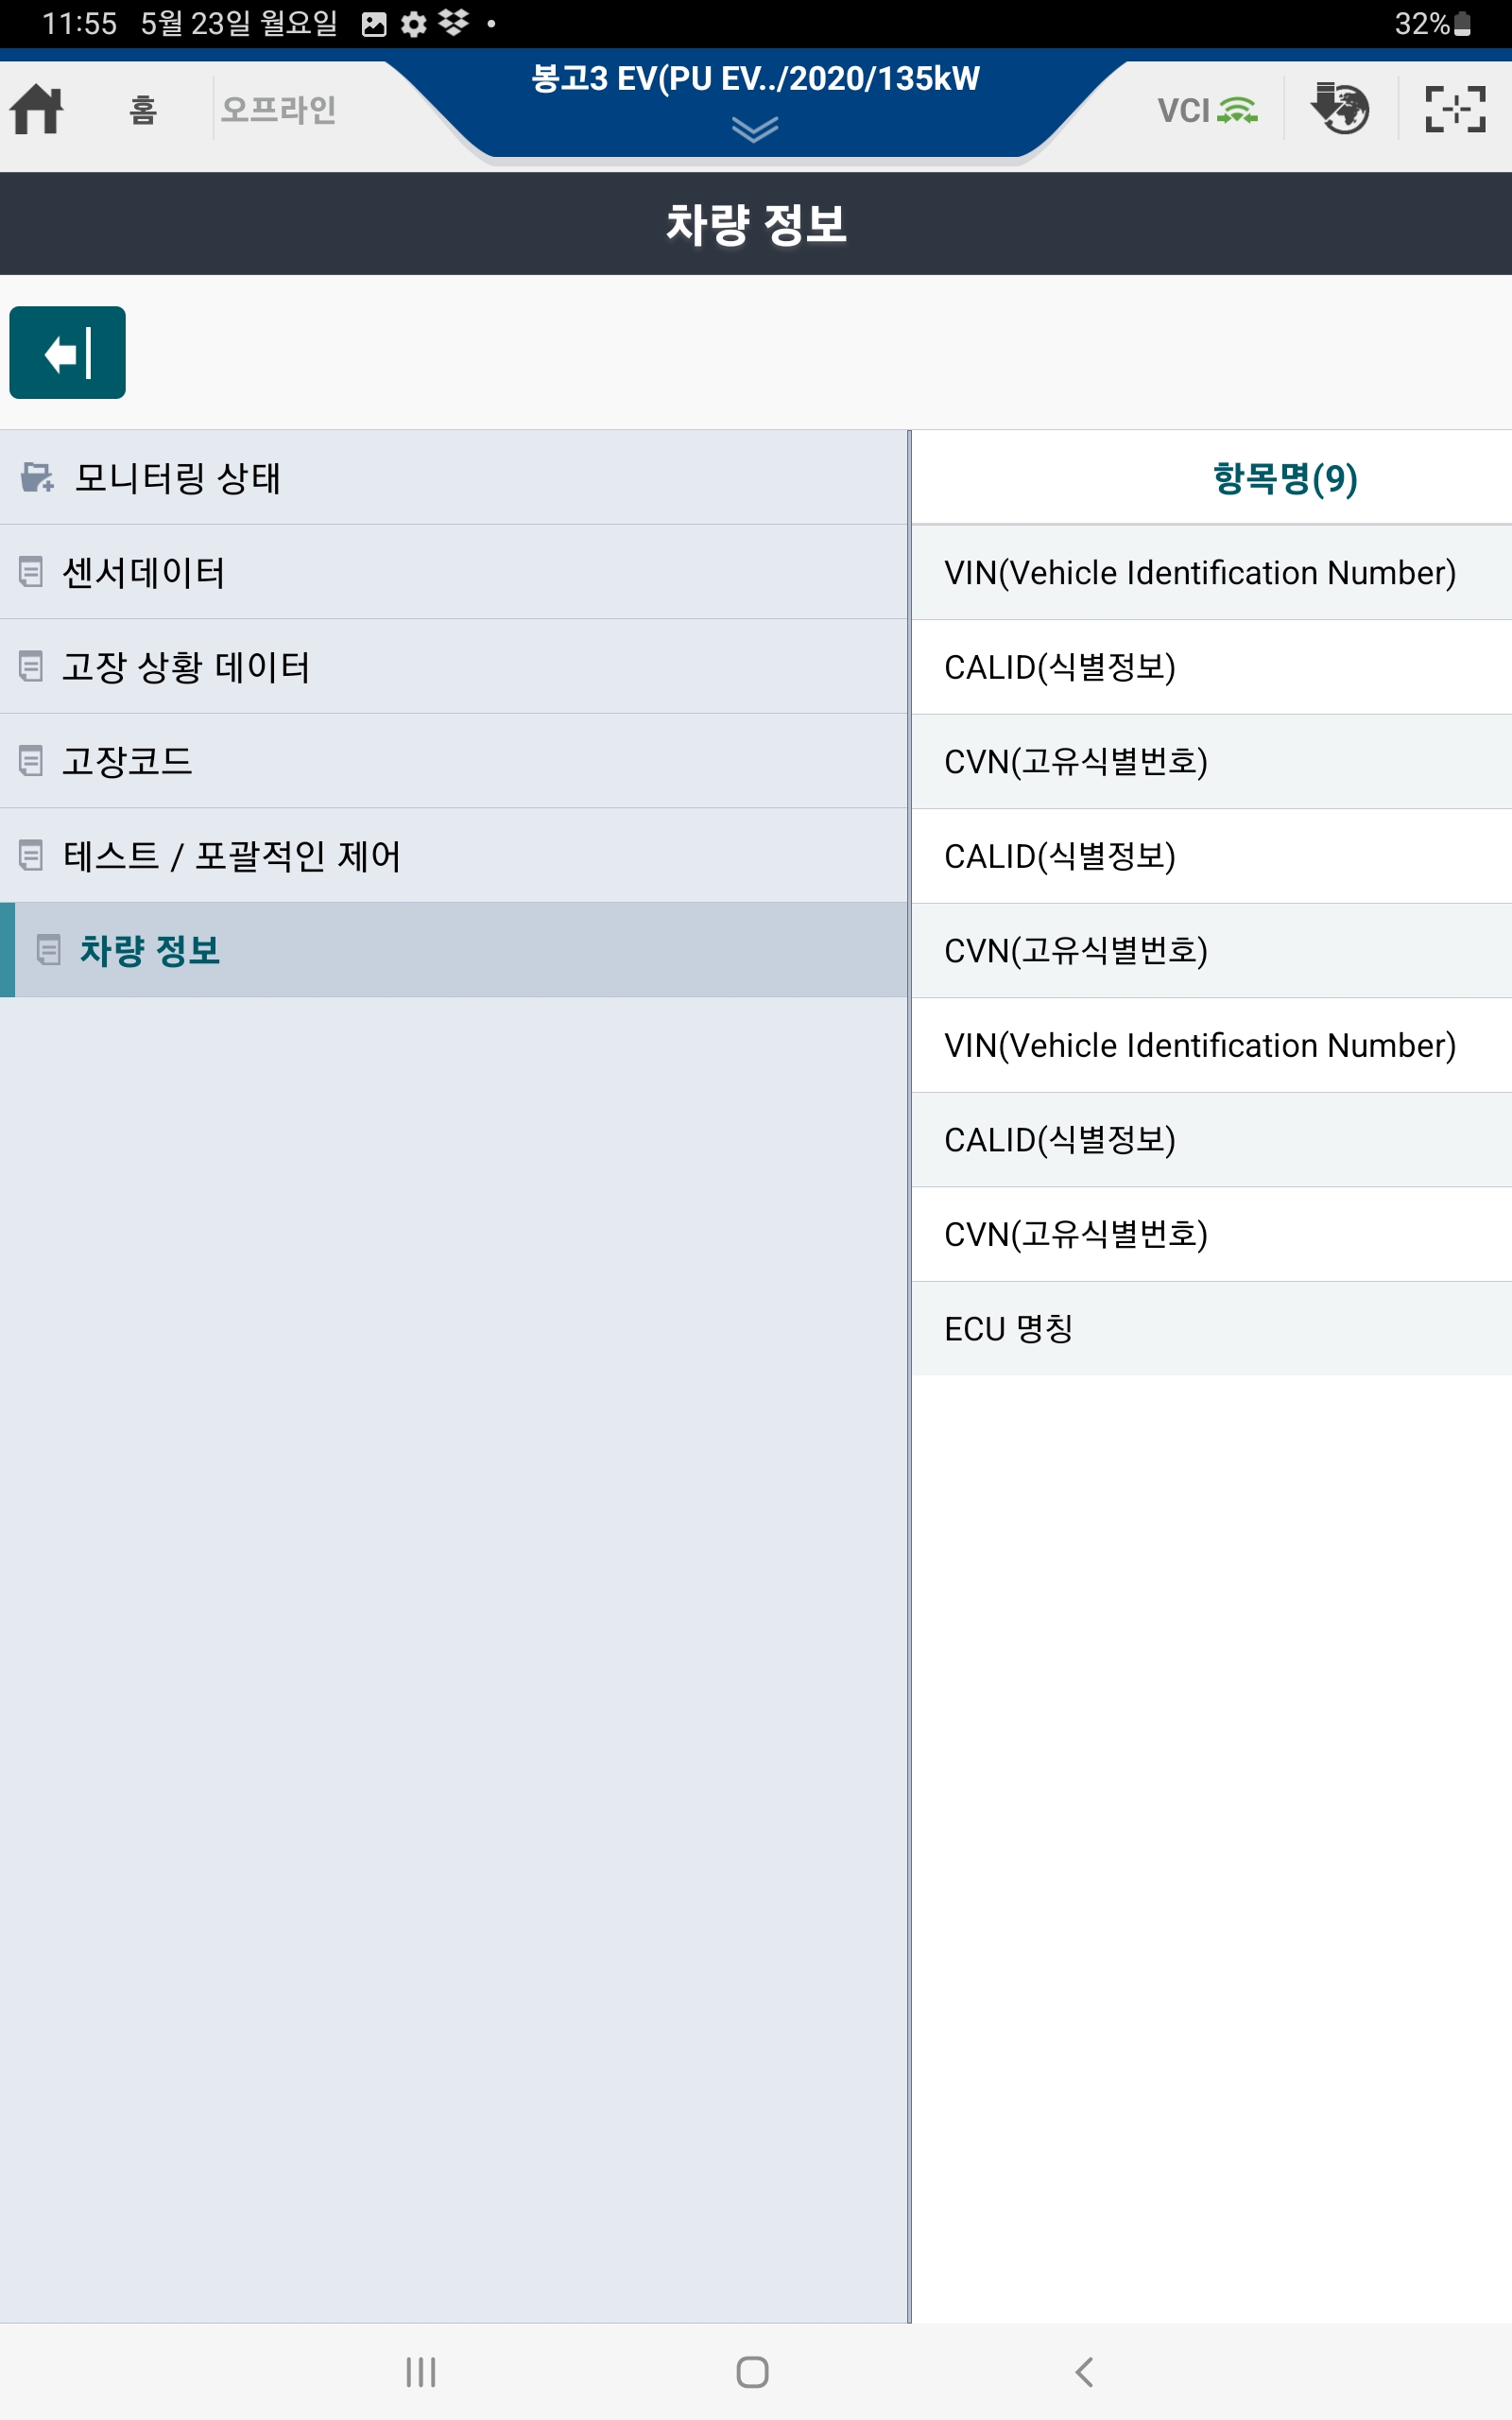 11:55 5월 23일 월요일
32%
홈
오프라인
봉고3 EV(PU EV../2020/135kW
VCI
차량 정보
모니터링 상태
센서데이터
고장 상황 데이터
고장코드
테스트 / 포괄적인 제어
차량 정보
항목명(9)
VIN(Vehicle Identification Number)
CALID(식별정보)
CVN(고유식별번호)
CALID(식별정보)
CVN(고유식별번호)
VIN(Vehicle Identification Number)
CALID(식별정보)
CVN(고유식별번호)
ECU 명칭